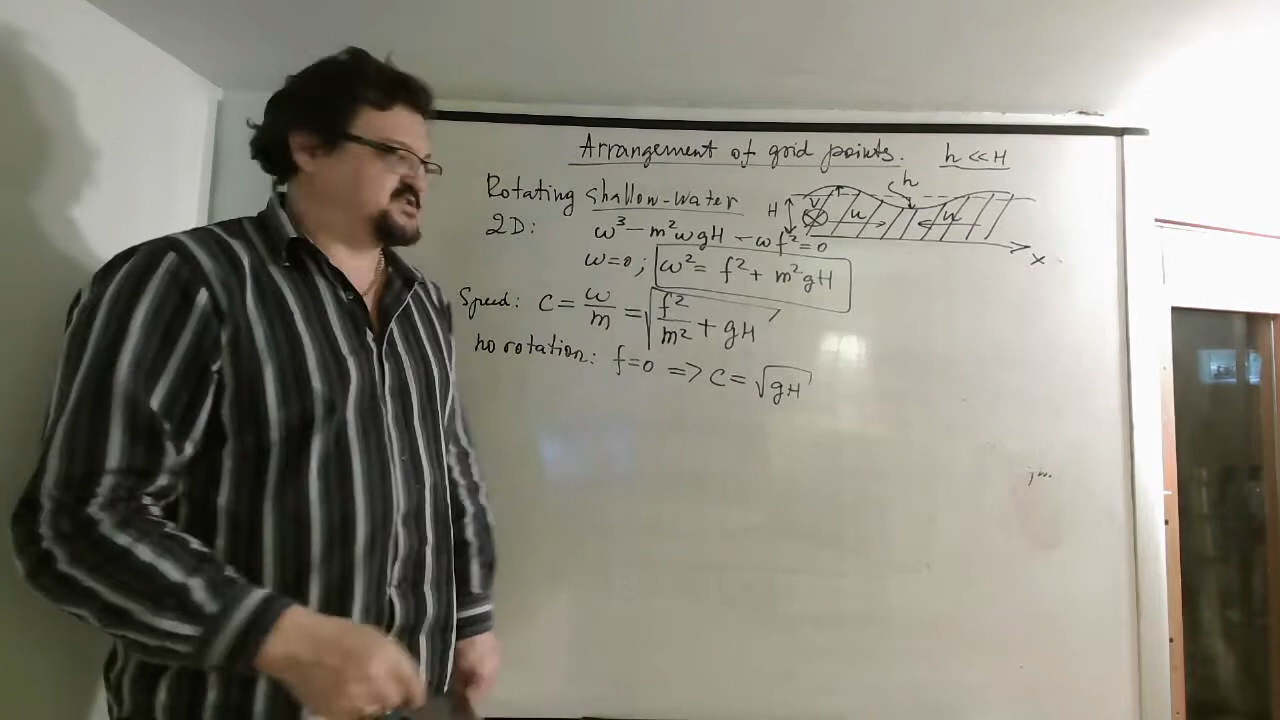 Arrangement of grid points. h << H
Rotating shallow-water
2D: ω³ - m²ωgH - ωf² = 0
ω=0; ω² = f² + m²gH
Speed: C = ω/m = √(f²/m² + gH)
no rotation: f=0 => C = √gH
h
H V u u
x